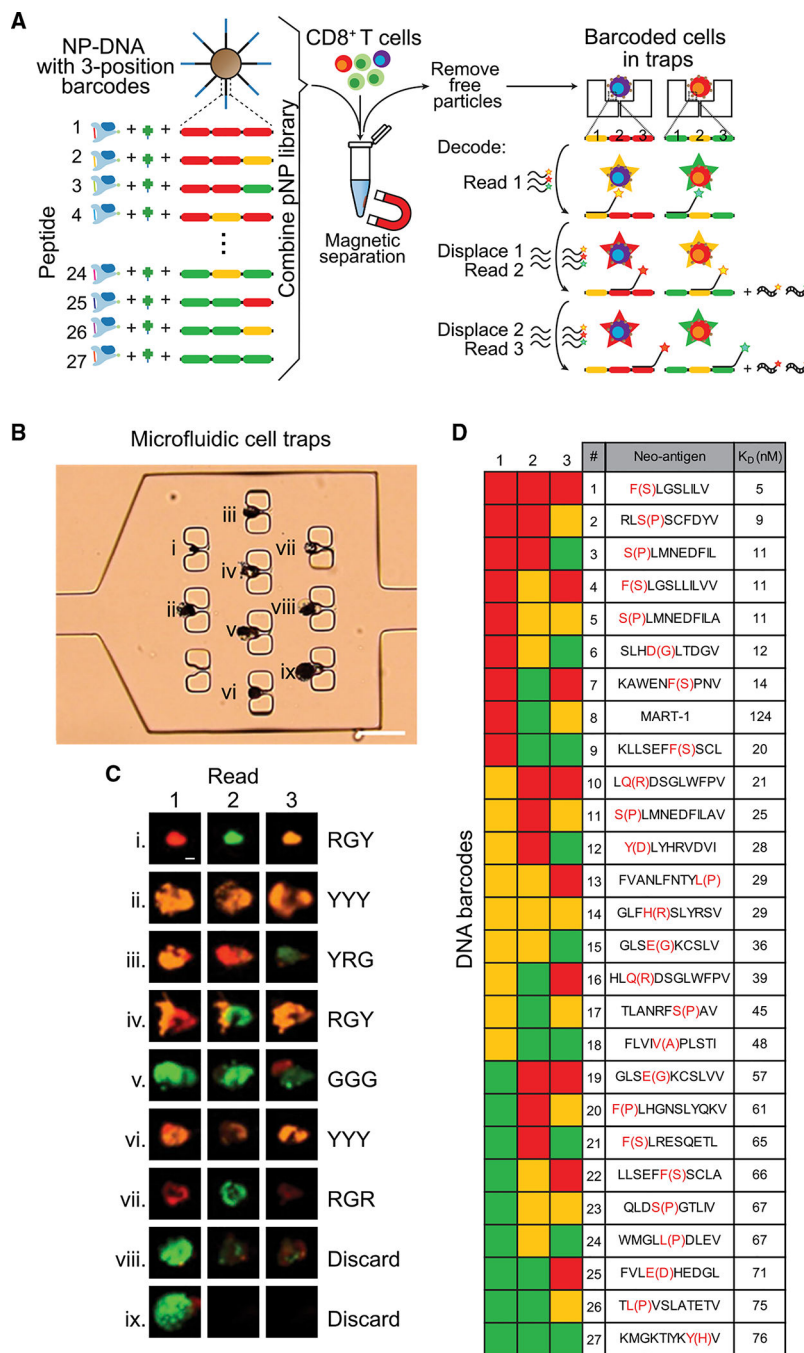 A
NP-DNA
with 3-position
barcodes
Peptide
1 + +
2 + +
3 + +
4 + +
24 + +
25 + +
26 + +
27 + +
Combine pNP library
CD8+ T cells
Magnetic
separation
Remove
free
particles
Barcoded cells
in traps
1 2 3 1 2 3
Decode:
Read 1
Displace 1
Read 2
+
Displace 2
Read 3
+
B
Microfluidic cell traps
i
ii
iii
iv
v
vi
vii
viii
ix
C
Read
1 2 3
i. RGY
ii. YYY
iii. YRG
iv. RGY
v. GGG
vi. YYY
vii. RGR
viii. Discard
ix. Discard
D
DNA barcodes
1 2 3 # Neo-antigen KD (nM)
1 F(S)LGSLILV 5
2 RLS(P)SCFDYV 9
3 S(P)LMNEDFIL 11
4 F(S)LGSLLILVV 11
5 S(P)LMNEDFILA 11
6 SLHD(G)LTDGV 12
7 KAWENF(S)PNV 14
8 MART-1 124
9 KLLSEFF(S)SCL 20
10 LQ(R)DSGLWFPV 21
11 S(P)LMNEDFILAV 25
12 Y(D)LYHRVDVI 28
13 FVANLFNTYL(P) 29
14 GLFH(R)SLYRSV 29
15 GLSE(G)KCSLV 36
16 HLQ(R)DSGLWFPV 39
17 TLANRFS(P)AV 45
18 FLVIV(A)PLSTI 48
19 GLSE(G)KCSLVV 57
20 F(P)LHGNSLYQKV 61
21 F(S)LRESQETL 65
22 LLSEFF(S)SCLA 66
23 QLDS(P)GTLIV 67
24 WMGLL(P)DLEV 67
25 FVLE(D)HEDGL 71
26 TL(P)VSLATETV 75
27 KMGKTIYKY(H)V 76